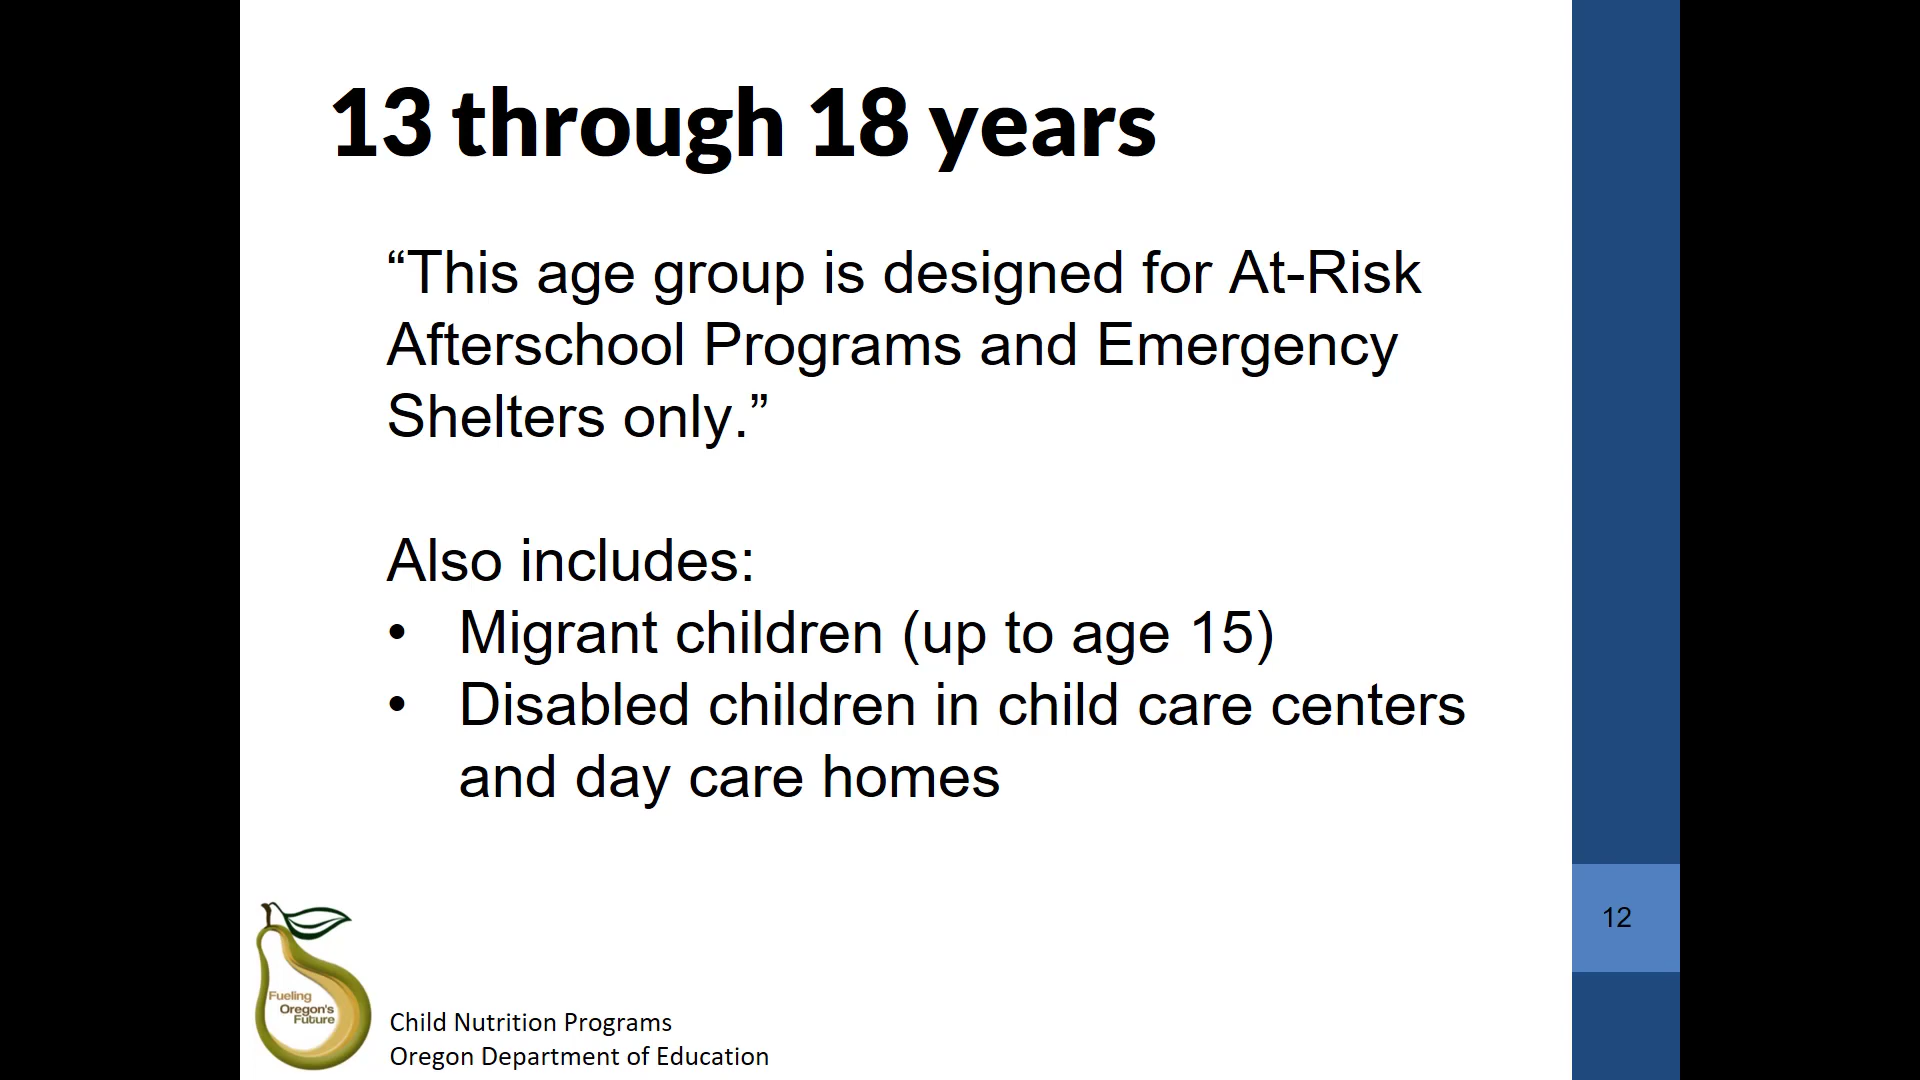 13 through 18 years
“This age group is designed for At-Risk
Afterschool Programs and Emergency
Shelters only.”
Also includes:
• Migrant children (up to age 15)
• Disabled children in child care centers
and day care homes
12
Fueling
Oregon's
Future
Child Nutrition Programs
Oregon Department of Education